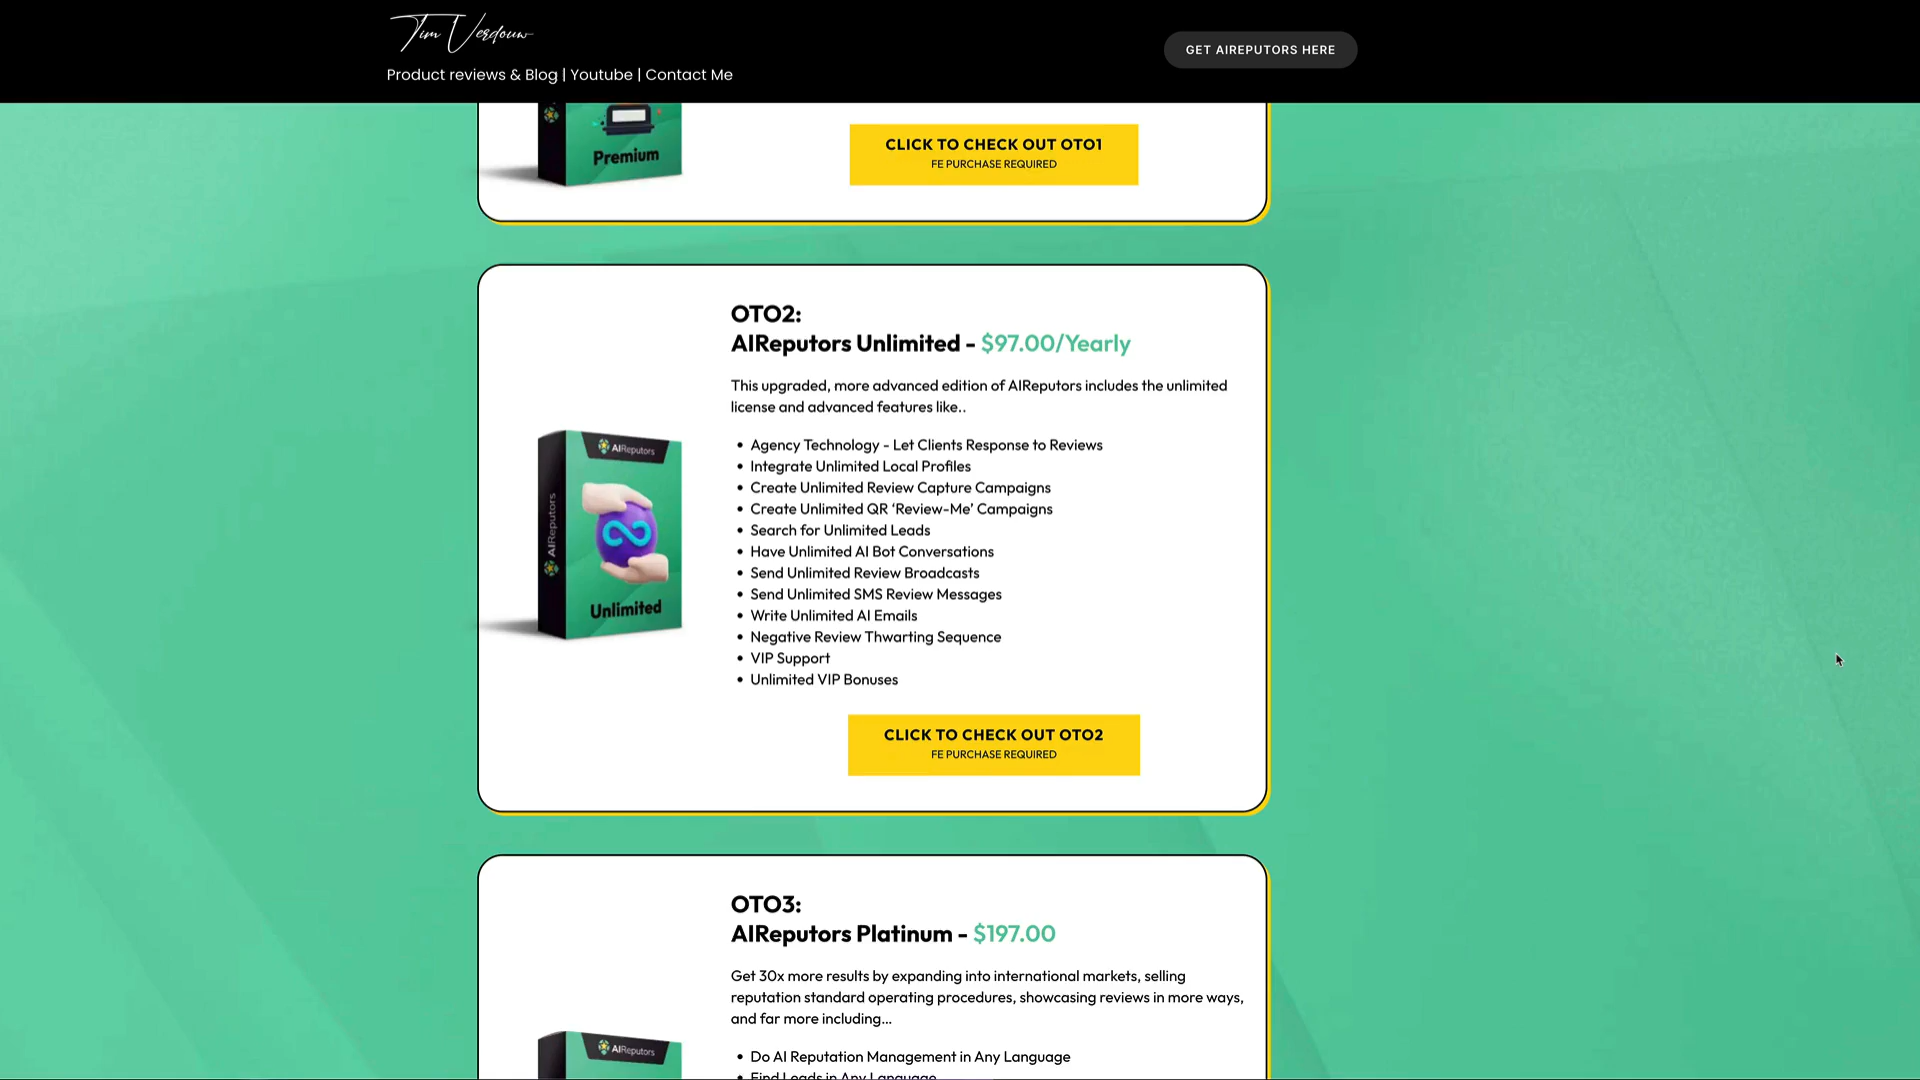 Tim Verdouw
Product reviews & Blog | Youtube | Contact Me
GET AIREPUTORS HERE
Premium
CLICK TO CHECK OUT OTO1
FE PURCHASE REQUIRED
OTO2:
AIReputors Unlimited - $97.00/Yearly
This upgraded, more advanced edition of AIReputors includes the unlimited
license and advanced features like..
• Agency Technology - Let Clients Response to Reviews
• Integrate Unlimited Local Profiles
• Create Unlimited Review Capture Campaigns
• Create Unlimited QR ‘Review-Me’ Campaigns
• Search for Unlimited Leads
• Have Unlimited AI Bot Conversations
• Send Unlimited Review Broadcasts
• Send Unlimited SMS Review Messages
• Write Unlimited AI Emails
• Negative Review Thwarting Sequence
• VIP Support
• Unlimited VIP Bonuses
AIReputors
AIReputors
Unlimited
CLICK TO CHECK OUT OTO2
FE PURCHASE REQUIRED
OTO3:
AIReputors Platinum - $197.00
Get 30x more results by expanding into international markets, selling
reputation standard operating procedures, showcasing reviews in more ways,
and far more including...
AIReputors
• Do AI Reputation Management in Any Language
• Find Leads in Any Language